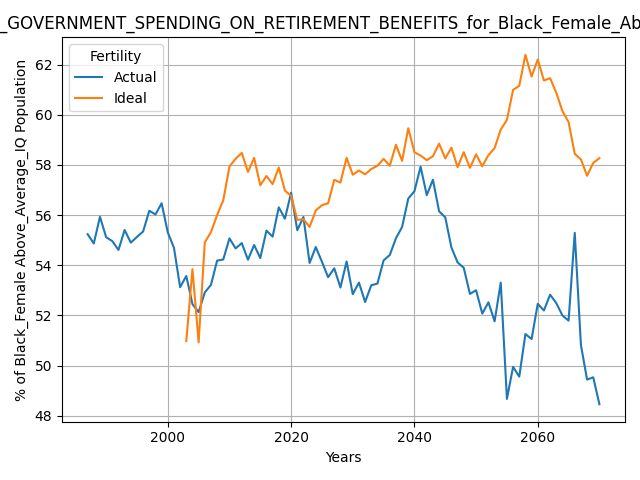 _GOVERNMENT_SPENDING_ON_RETIREMENT_BENEFITS_for_Black_Female_Ab
Fertility
Actual
Ideal
% of Black_Female Above_Average_IQ Population
62
60
58
56
54
52
50
48
2000
2020
2040
2060
Years